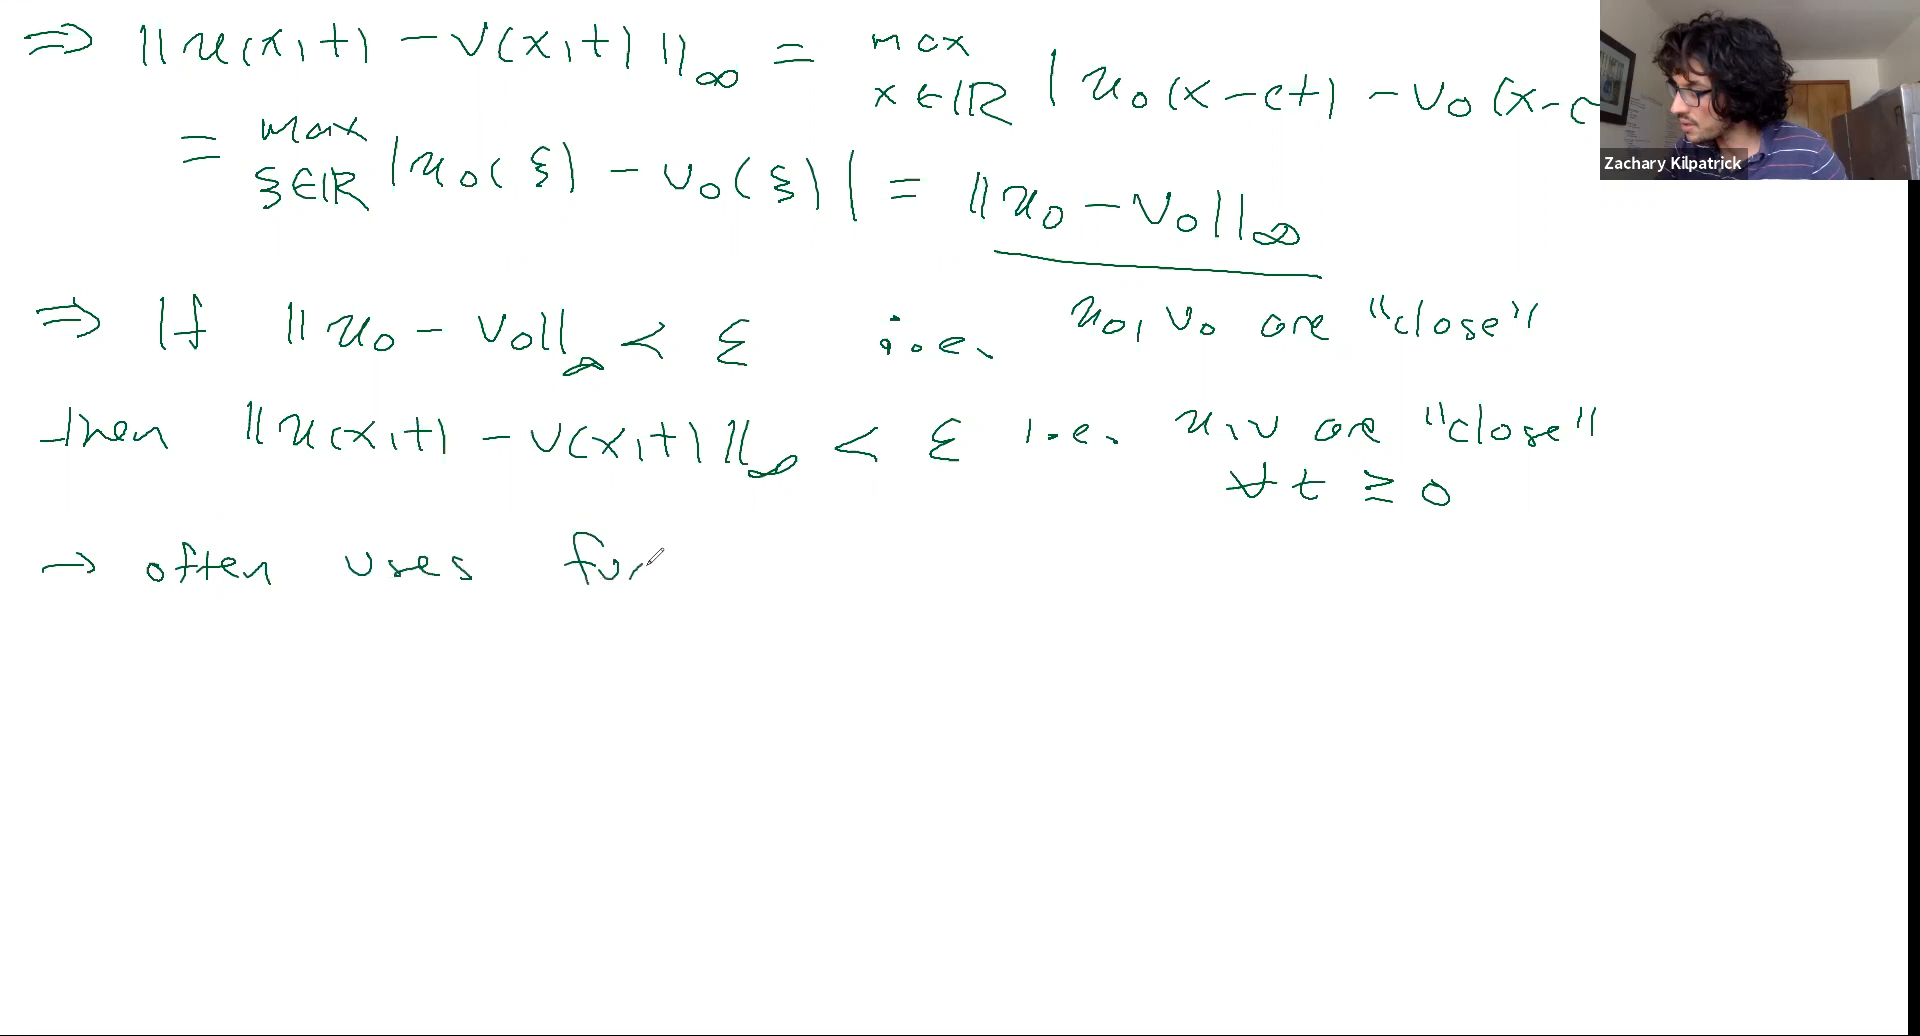 ⇒ ||u(x,t) - v(x,t)||∞ = max x∈ℝ |u₀(x-ct) - v₀(x-c
= max ξ∈ℝ |u₀(ξ) - v₀(ξ)| = ||u₀ - v₀||∞
⇒ If ||u₀ - v₀||∞ < ε i.e. u₀, v₀ are "close"
then ||u(x,t) - v(x,t)||∞ < ε i.e. u,v are "close"
∀ t ≥ 0
→ often uses for
Zachary Kilpatrick